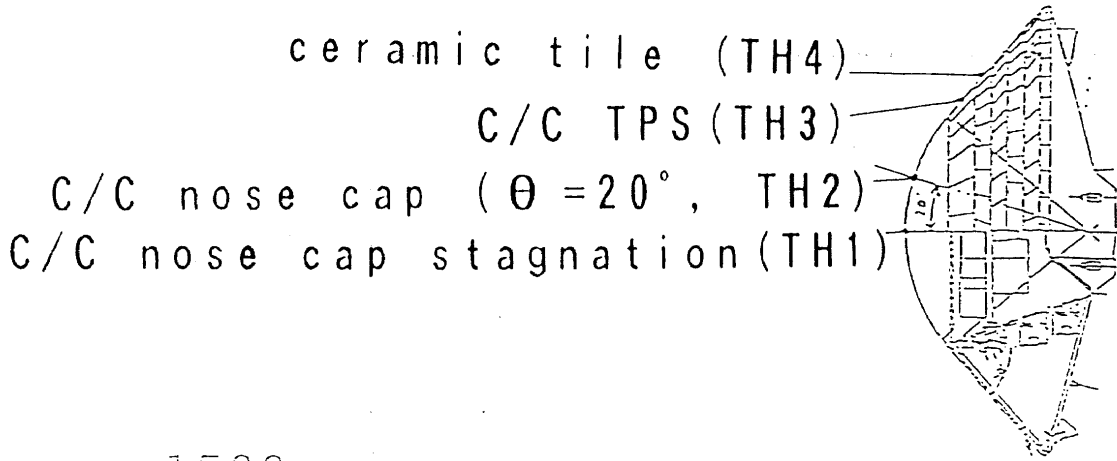 ceramic tile (TH4)
C/C TPS(TH3)
C/C nose cap (θ=20°, TH2)
C/C nose cap stagnation(TH1)